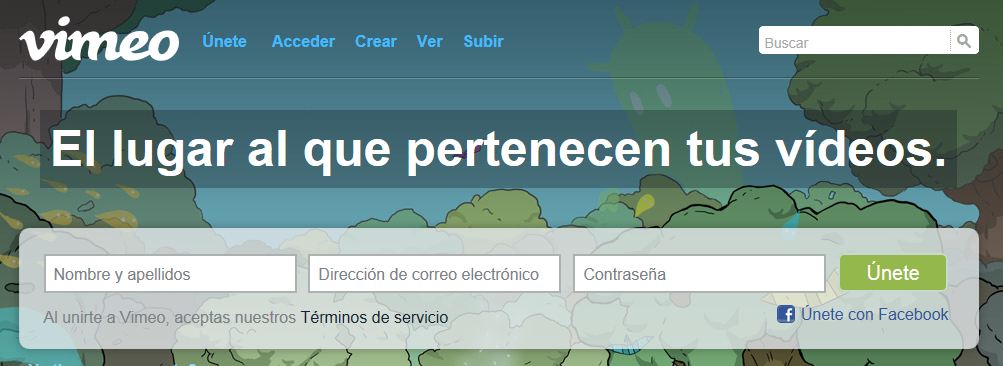 vimeo Únete Acceder Crear Ver Subir Buscar
El lugar al que pertenecen tus vídeos.
Nombre y apellidos Dirección de correo electrónico Contraseña Únete
Al unirte a Vimeo, aceptas nuestros Términos de servicio Únete con Facebook